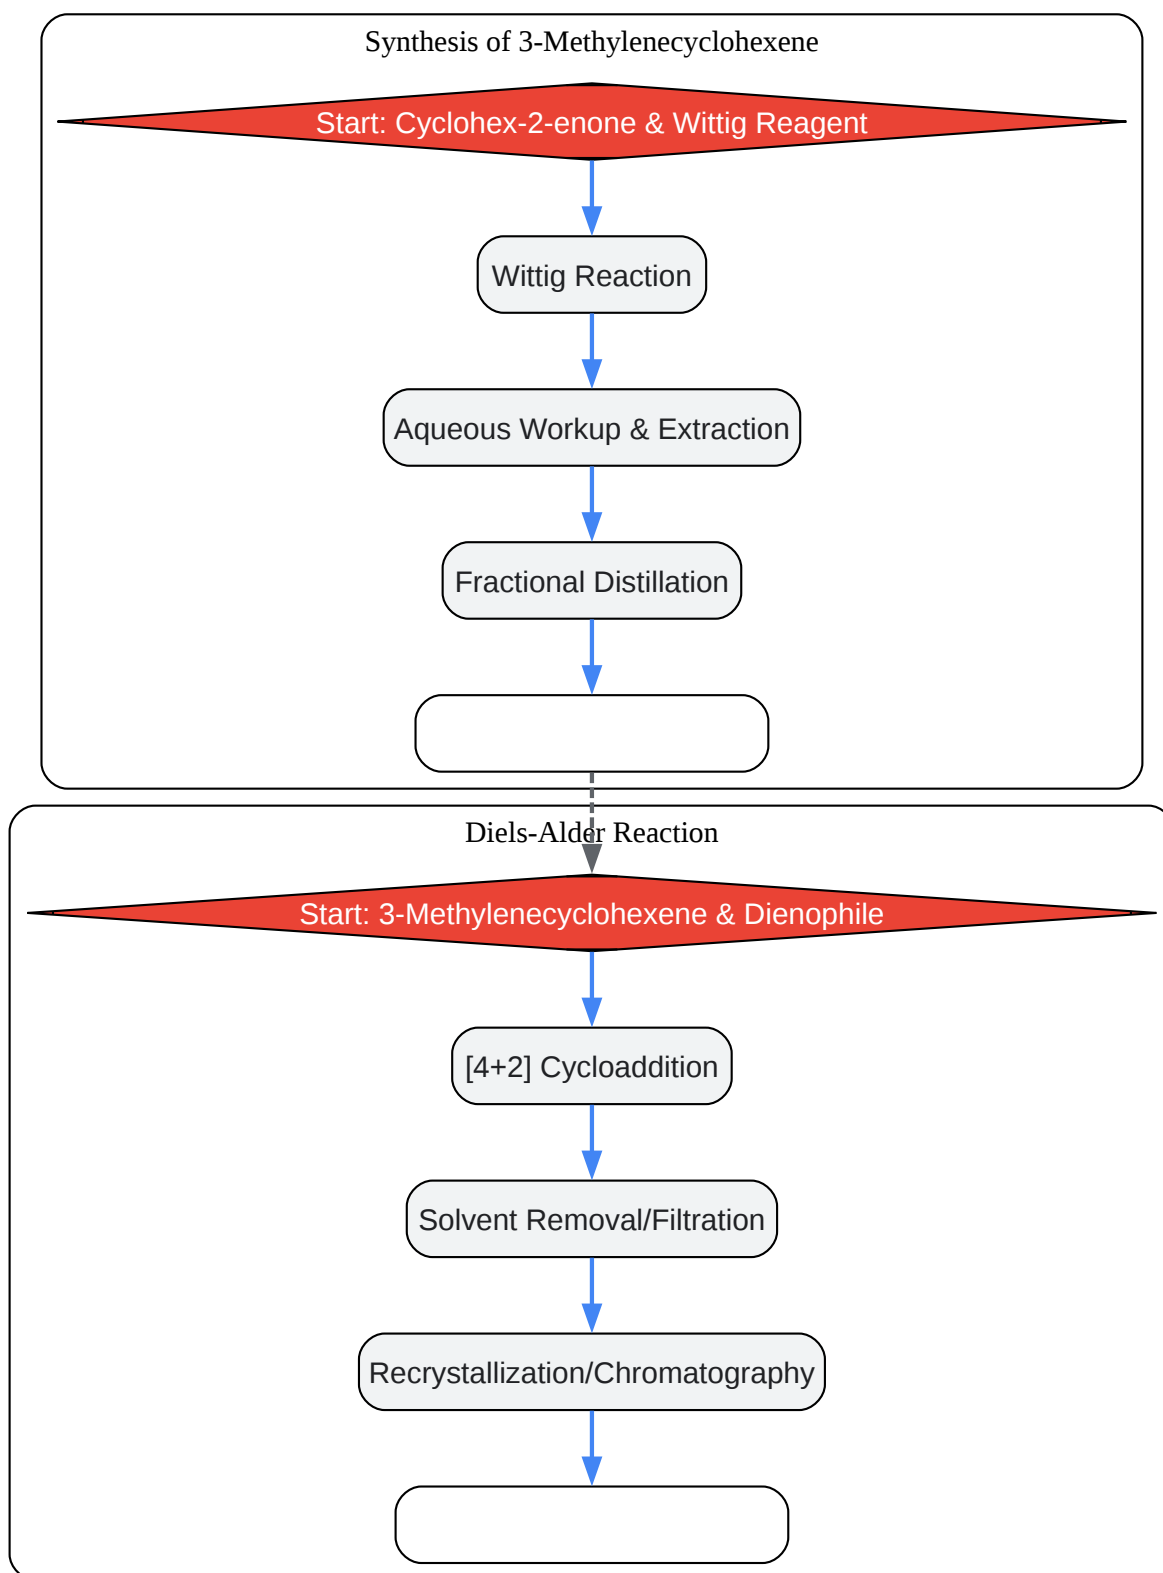 Synthesis of 3-Methylenecyclohexene
Start: Cyclohex-2-enone & Wittig Reagent
Wittig Reaction
Aqueous Workup & Extraction
Fractional Distillation
Diels-Alder Reaction
Start: 3-Methylenecyclohexene & Dienophile
[4+2] Cycloaddition
Solvent Removal/Filtration
Recrystallization/Chromatography